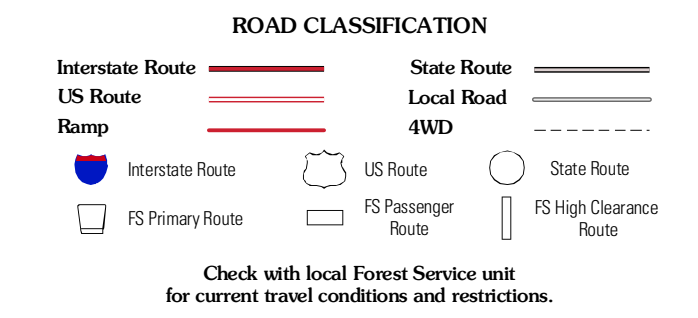 ROAD CLASSIFICATION
Interstate Route
State Route
US Route
Local Road
Ramp
4WD
Interstate Route
US Route
State Route
FS Primary Route
FS Passenger
Route
FS High Clearance
Route
Check with local Forest Service unit
for current travel conditions and restrictions.